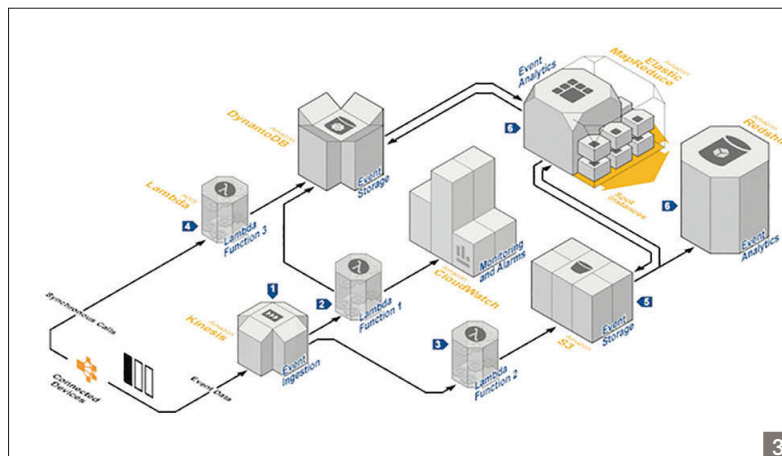 Synchronous Calls
Connected
Devices
Event Data
AWS
Lambda
4
Lambda
Function 3
Amazon
DynamoDB
Event
Storage
1
Amazon
Kinesis
Event
Ingestion
2
Lambda
Function 1
Monitoring
and Alarms
Amazon
CloudWatch
3
Lambda
Function 2
Event
Analytics
Amazon
Elastic
MapReduce
6
Spot
Instances
5
Event
Storage
Amazon
S3
Amazon
Redshift
6
Event
Analytics
3